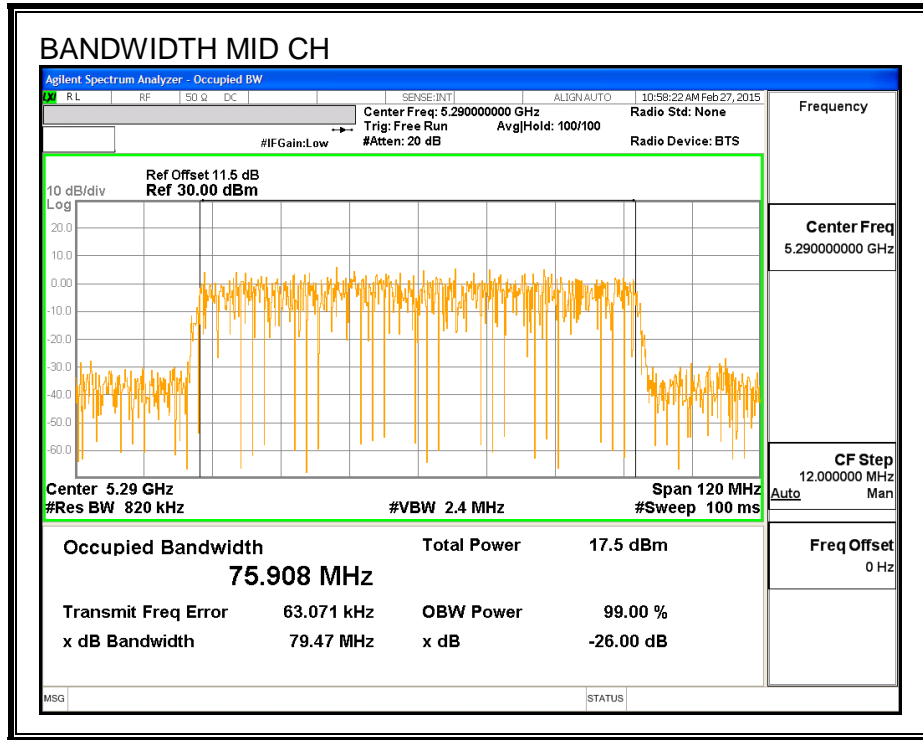 BANDWIDTH MID CH
Agilent Spectrum Analyzer - Occupied BW
LXI RL RF 50 Ω DC SENSE:INT ALIGN AUTO 10:58:22 AM Feb 27, 2015
Center Freq: 5.290000000 GHz Radio Std: None
Trig: Free Run Avg|Hold: 100/100
#IFGain:Low #Atten: 20 dB Radio Device: BTS
Ref Offset 11.5 dB
10 dB/div Ref 30.00 dBm
Log
20.0
10.0
0.00
-10.0
-20.0
-30.0
-40.0
-50.0
-60.0
Center 5.29 GHz Span 120 MHz
#Res BW 820 kHz #VBW 2.4 MHz #Sweep 100 ms
Occupied Bandwidth Total Power 17.5 dBm
75.908 MHz
Transmit Freq Error 63.071 kHz OBW Power 99.00 %
x dB Bandwidth 79.47 MHz x dB -26.00 dB
MSG STATUS
Frequency
Center Freq
5.290000000 GHz
CF Step
12.000000 MHz
Auto Man
Freq Offset
0 Hz